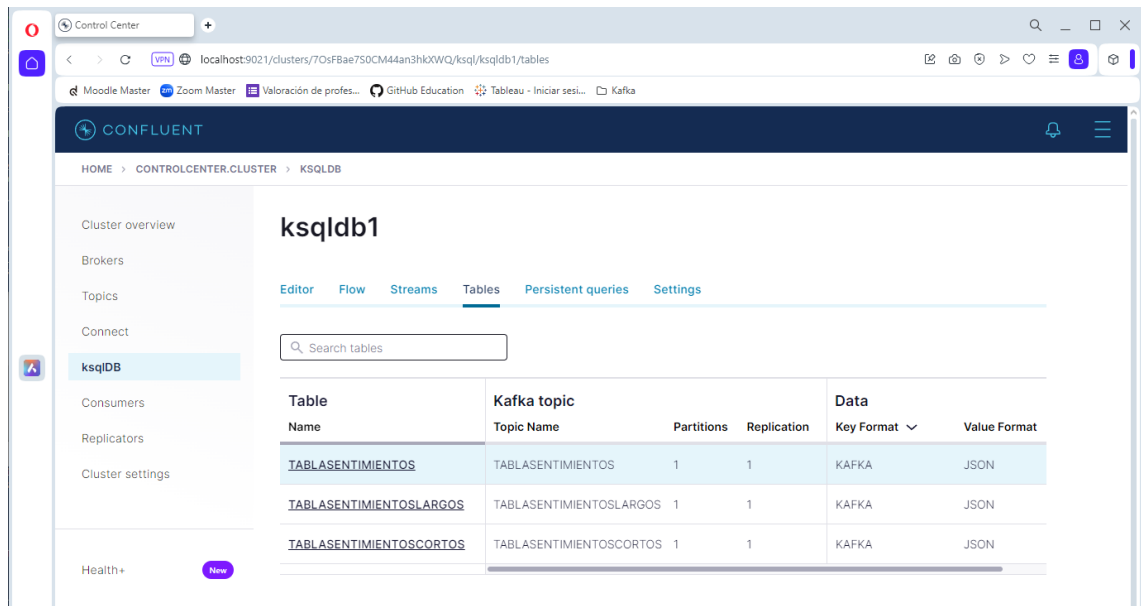 Control Center
VPN localhost:9021/clusters/7OsFBae7S0CM44an3hkXWQ/ksql/ksqldb1/tables
Moodle Master zm Zoom Master Valoración de profes... GitHub Education Tableau - Iniciar sesi... Kafka
CONFLUENT
HOME > CONTROLCENTER.CLUSTER > KSQLDB
Cluster overview
Brokers
Topics
Connect
ksqlDB
Consumers
Replicators
Cluster settings
Health+ New
ksqldb1
Editor Flow Streams Tables Persistent queries Settings
Search tables
Table Kafka topic Data
Name Topic Name Partitions Replication Key Format Value Format
TABLASENTIMIENTOS TABLASENTIMIENTOS 1 1 KAFKA JSON
TABLASENTIMIENTOSLARGOS TABLASENTIMIENTOSLARGOS 1 1 KAFKA JSON
TABLASENTIMIENTOSCORTOS TABLASENTIMIENTOSCORTOS 1 1 KAFKA JSON